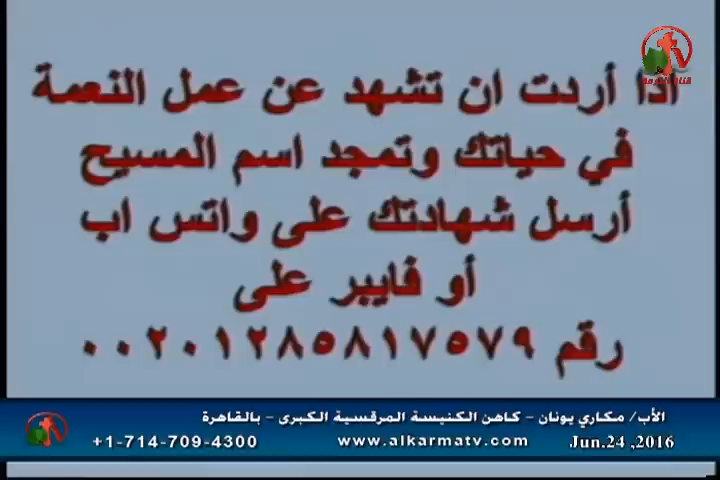 قناة الكرمة
اذا أردت ان تشهد عن عمل النعمة
في حياتك وتمجد اسم المسيح
أرسل شهادتك على واتس اب
أو فايبر على
رقم ٠٠٢٠١٢٨٥٨١٧٥٧٩
الأب/ مكاري يونان - كاهن الكنيسة المرقسية الكبرى - بالقاهرة
+1-714-709-4300 www.alkarmatv.com Jun.24 ,2016